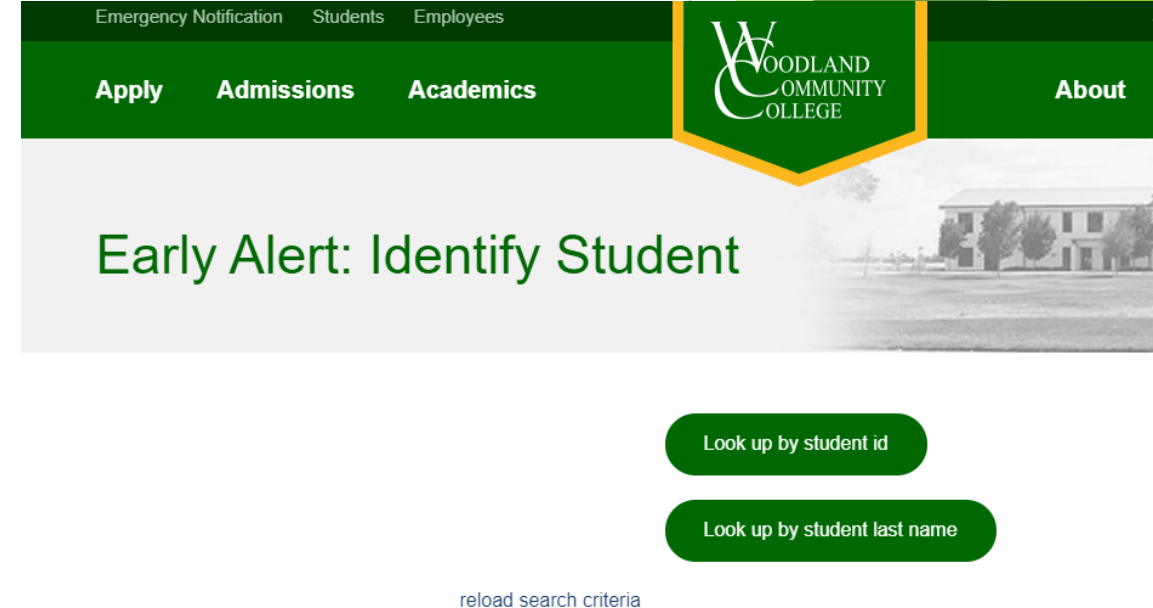 Emergency Notification Students Employees
Apply Admissions Academics
WOODLAND
COMMUNITY
COLLEGE
About
Early Alert: Identify Student
Look up by student id
Look up by student last name
reload search criteria